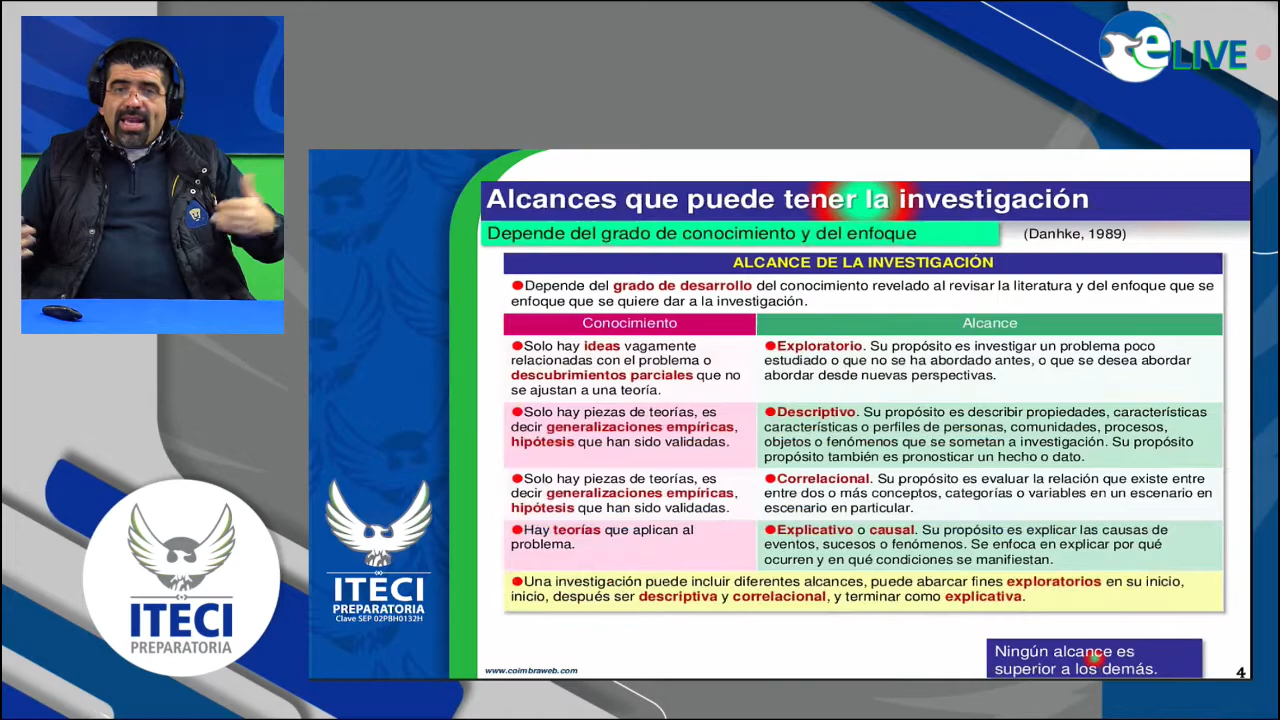 eLIVE
Alcances que puede tener la investigación
Depende del grado de conocimiento y del enfoque
(Danhke, 1989)
ALCANCE DE LA INVESTIGACIÓN
Depende del grado de desarrollo del conocimiento revelado al revisar la literatura y del enfoque que se
enfoque que se quiere dar a la investigación.
Conocimiento
Alcance
Solo hay ideas vagamente
relacionadas con el problema o
descubrimientos parciales que no
se ajustan a una teoría.
Exploratorio. Su propósito es investigar un problema poco
estudiado o que no se ha abordado antes, o que se desea abordar
abordar desde nuevas perspectivas.
Solo hay piezas de teorías, es
decir generalizaciones empíricas,
hipótesis que han sido validadas.
Descriptivo. Su propósito es describir propiedades, características
características o perfiles de personas, comunidades, procesos,
objetos o fenómenos que se sometan a investigación. Su propósito
propósito también es pronosticar un hecho o dato.
Solo hay piezas de teorías, es
decir generalizaciones empíricas,
hipótesis que han sido validadas.
Correlacional. Su propósito es evaluar la relación que existe entre
entre dos o más conceptos, categorías o variables en un escenario en
escenario en particular.
Hay teorías que aplican al
problema.
Explicativo o causal. Su propósito es explicar las causas de
eventos, sucesos o fenómenos. Se enfoca en explicar por qué
ocurren y en qué condiciones se manifiestan.
Una investigación puede incluir diferentes alcances, puede abarcar fines exploratorios en su inicio,
inicio, después ser descriptiva y correlacional, y terminar como explicativa.
Ningún alcance es
superior a los demás.
www.coimbraweb.com
4
ITECI
PREPARATORIA
Clave SEP 02PBH0132H
ITECI
PREPARATORIA